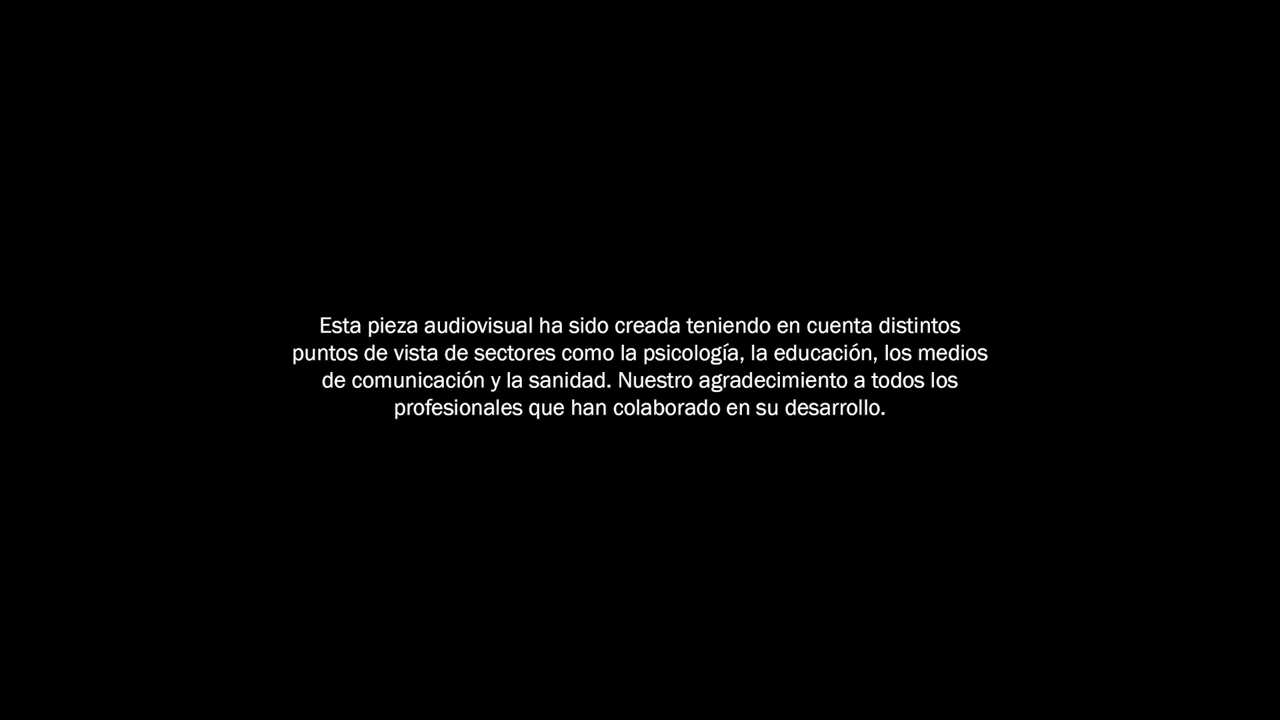 Esta pieza audiovisual ha sido creada teniendo en cuenta distintos
puntos de vista de sectores como la psicología, la educación, los medios
de comunicación y la sanidad. Nuestro agradecimiento a todos los
profesionales que han colaborado en su desarrollo.